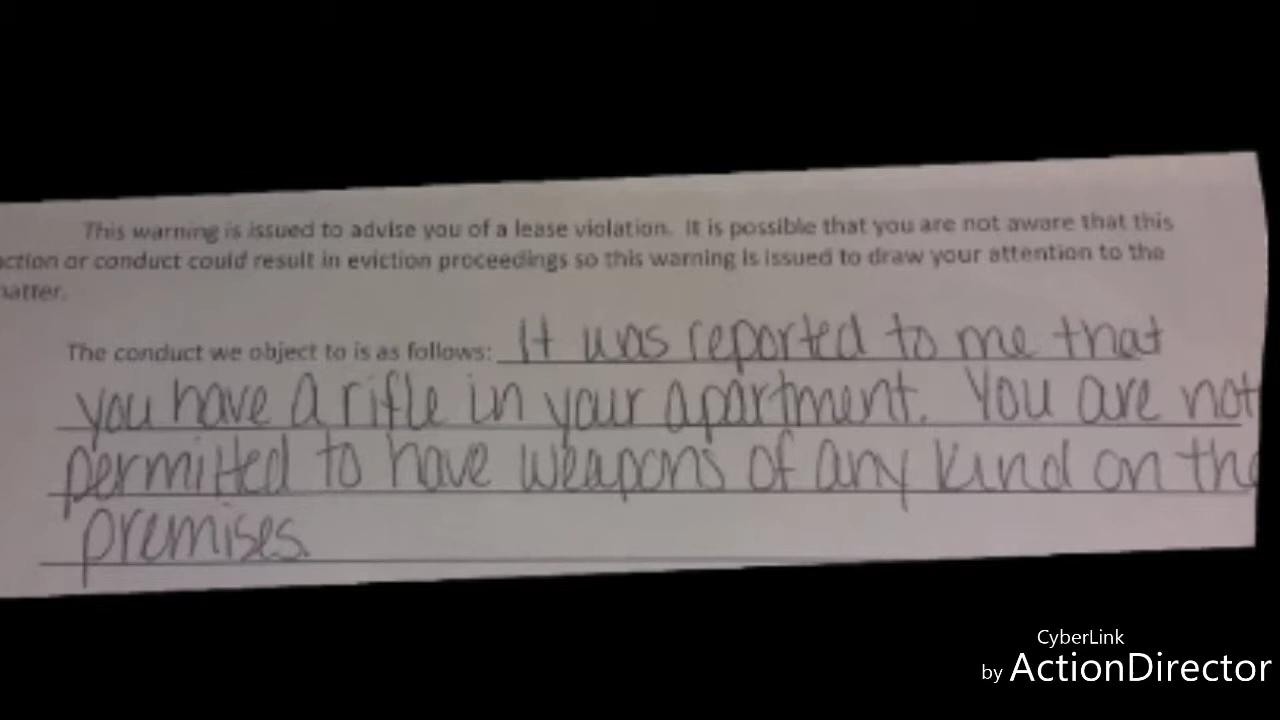 This warning is issued to advise you of a lease violation. It is possible that you are not aware that this
action or conduct could result in eviction proceedings so this warning is issued to draw your attention to the
matter.
The conduct we object to is as follows: It was reported to me that
you have a rifle in your apartment. You are not
permitted to have weapons of any kind on the
premises.
CyberLink
by ActionDirector